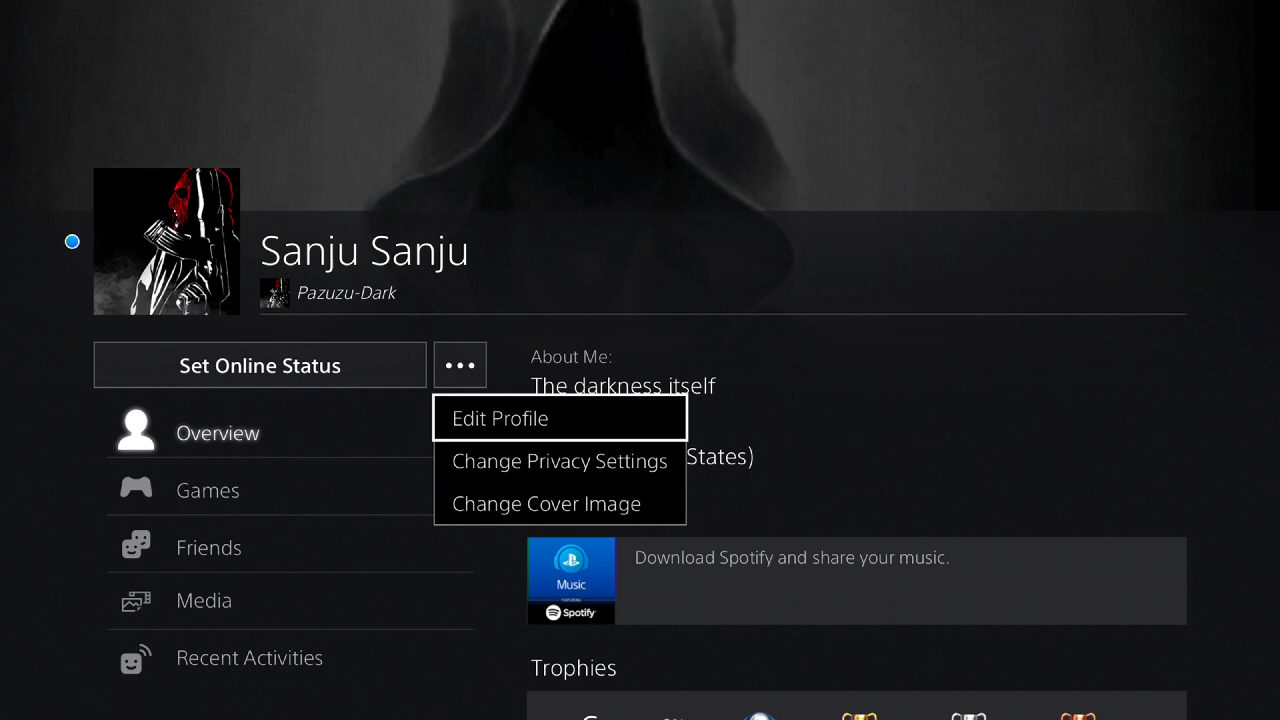 Sanju Sanju
Pazuzu-Dark
Set Online Status
About Me:
The darkness itself
Edit Profile
Change Privacy Settings
States)
Change Cover Image
Overview
Games
Friends
Media
Recent Activities
Music
FEATURING
Spotify
Download Spotify and share your music.
Trophies